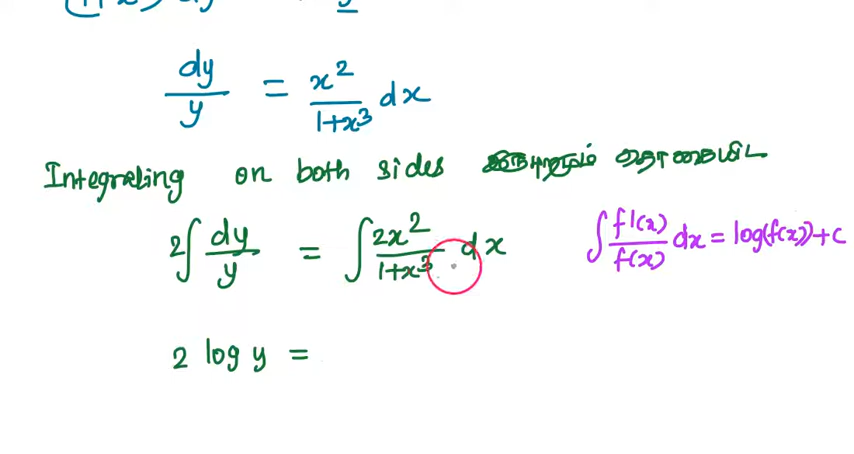 dy/y = x²/1+x³ dx
Integrating on both sides
2∫ dy/y = ∫ 2x²/1+x³ dx ∫ f'(x)/f(x) dx = log(f(x)) + c
2 log y =